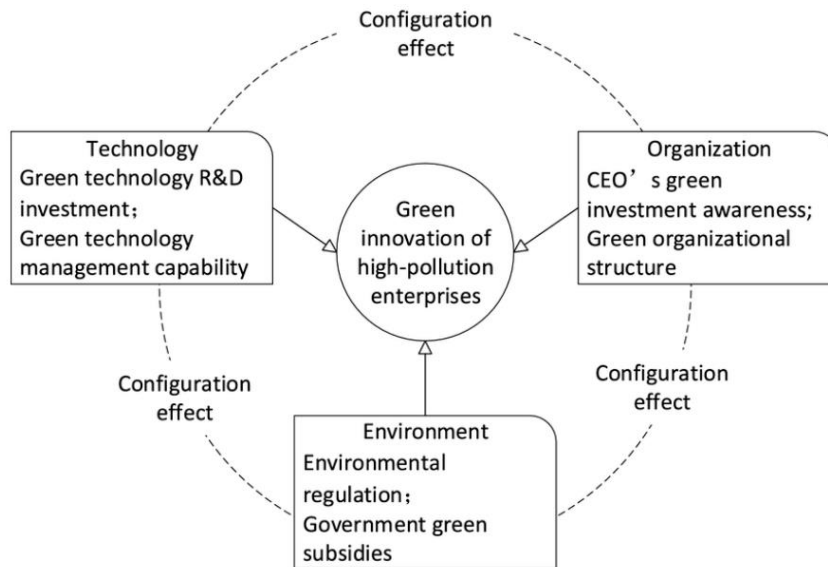 Configuration
effect
Technology
Green technology R&D
investment；
Green technology
management capability
Green
innovation of
high-pollution
enterprises
Organization
CEO’s green
investment awareness;
Green organizational
structure
Configuration
effect
Configuration
effect
Environment
Environmental
regulation；
Government green
subsidies